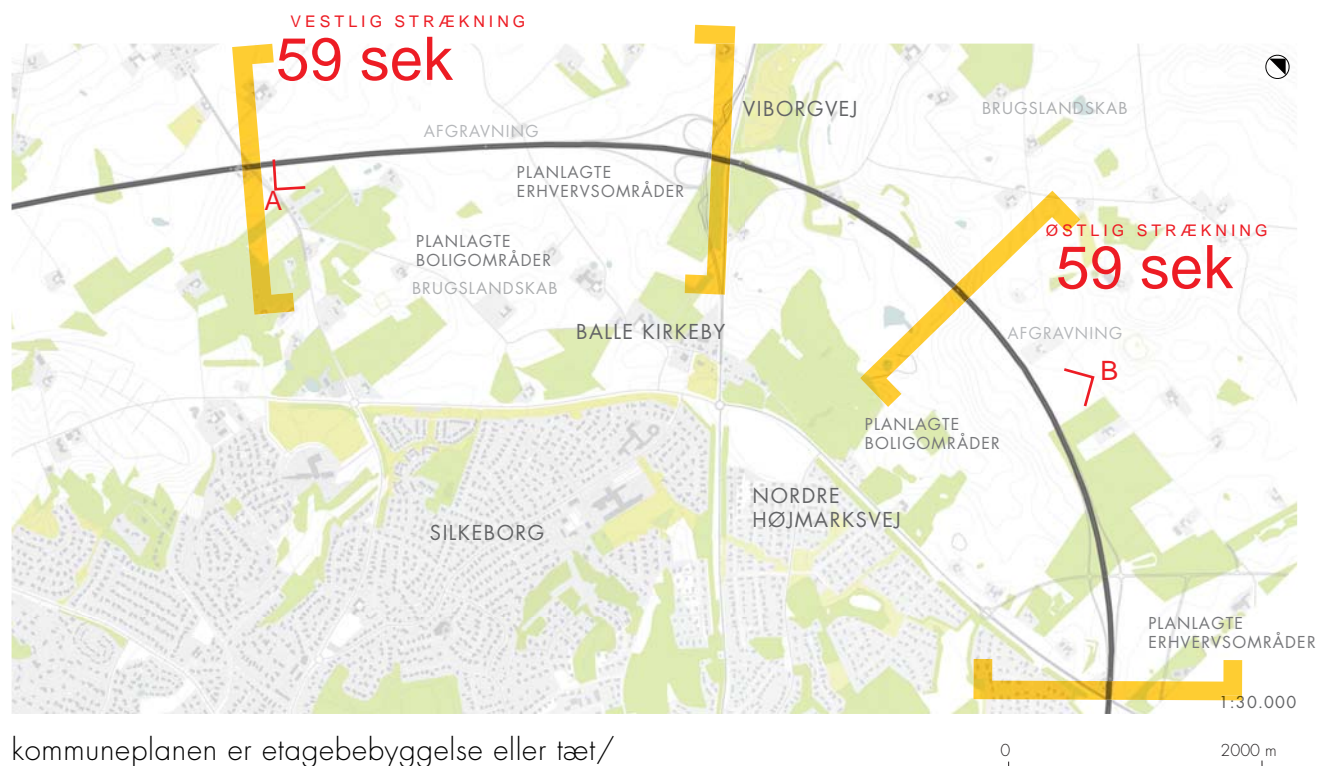 VESTLIG STRÆKNING
59 sek
VIBORGVEJ
BRUGSLANDSKAB
AFGRAVNING
PLANLAGTE
ERHVERVSOMRÅDER
A
PLANLAGTE
BOLIGOMRÅDER
BRUGSLANDSKAB
ØSTLIG STRÆKNING
59 sek
BALLE KIRKEBY
AFGRAVNING
B
PLANLAGTE
BOLIGOMRÅDER
NORDRE
HØJMARKSVEJ
SILKEBORG
PLANLAGTE
ERHVERVSOMRÅDER
1:30.000
kommuneplanen er etagebebyggelse eller tæt/
0 2000 m